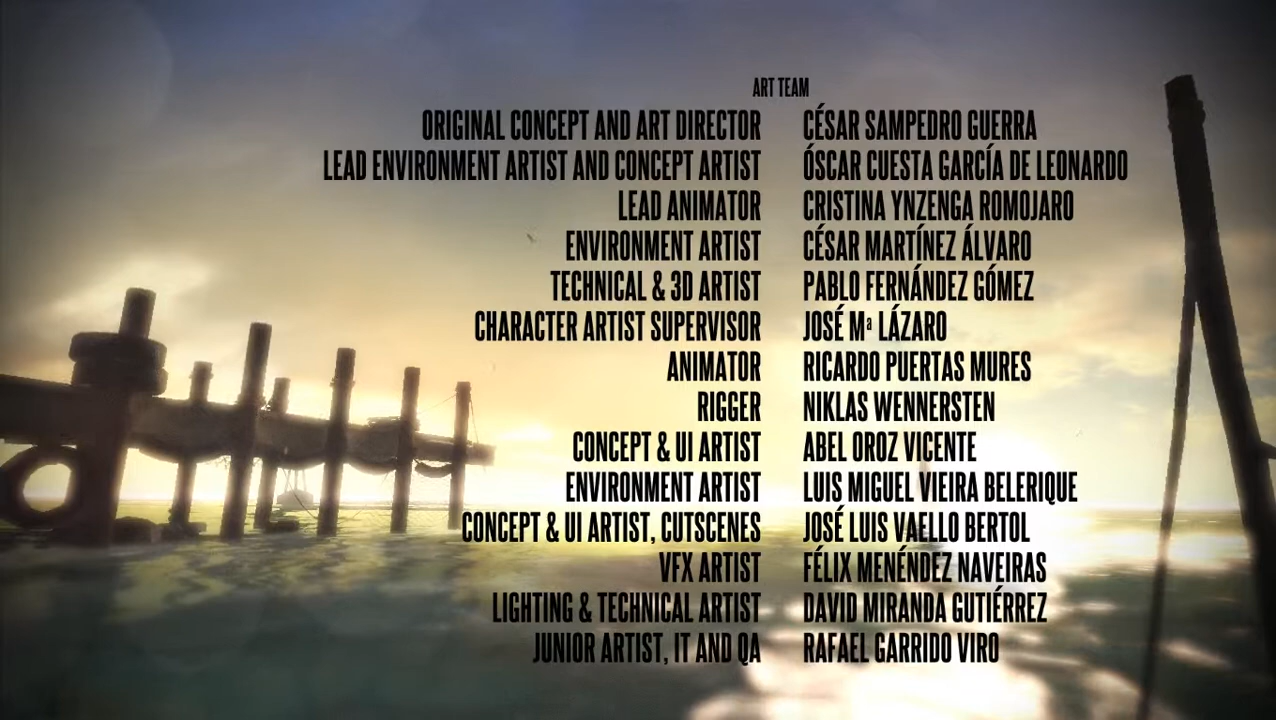 ART TEAM
ORIGINAL CONCEPT AND ART DIRECTOR CÉSAR SAMPEDRO GUERRA
LEAD ENVIRONMENT ARTIST AND CONCEPT ARTIST ÓSCAR CUESTA GARCÍA DE LEONARDO
LEAD ANIMATOR CRISTINA YNZENGA ROMOJARO
ENVIRONMENT ARTIST CÉSAR MARTÍNEZ ÁLVARO
TECHNICAL & 3D ARTIST PABLO FERNÁNDEZ GÓMEZ
CHARACTER ARTIST SUPERVISOR JOSÉ Mª LÁZARO
ANIMATOR RICARDO PUERTAS MURES
RIGGER NIKLAS WENNERSTEN
CONCEPT & UI ARTIST ABEL OROZ VICENTE
ENVIRONMENT ARTIST LUIS MIGUEL VIEIRA BELERIQUE
CONCEPT & UI ARTIST, CUTSCENES JOSÉ LUIS VAELLO BERTOL
VFX ARTIST FÉLIX MENÉNDEZ NAVEIRAS
LIGHTING & TECHNICAL ARTIST DAVID MIRANDA GUTIÉRREZ
JUNIOR ARTIST, IT AND QA RAFAEL GARRIDO VIRO